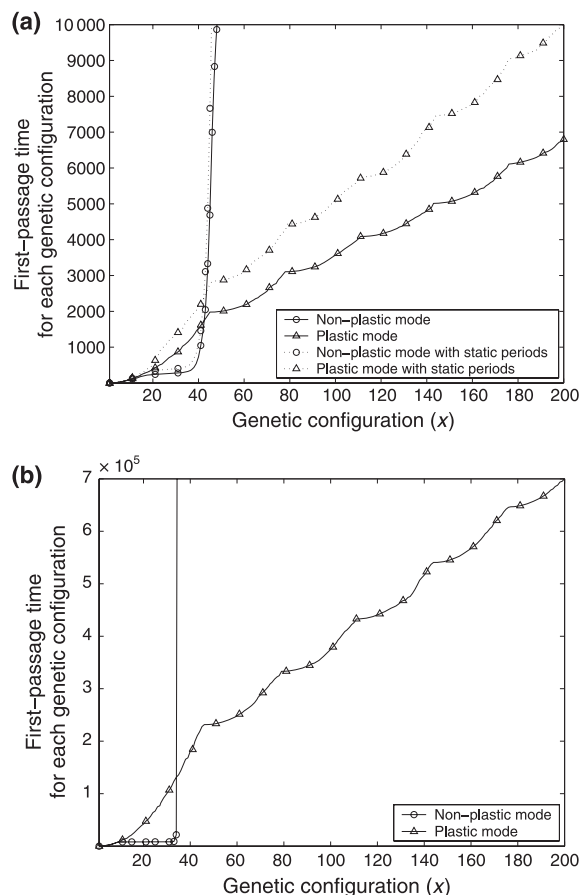 (a)
10 000
9000
8000
7000
6000
5000
4000
3000
2000
1000
First–passage time
for each genetic configuration
Non–plastic mode
Plastic mode
Non–plastic mode with static periods
Plastic mode with static periods
20 40 60 80 100 120 140 160 180 200
Genetic configuration (x)
(b)
7 × 10⁵
6
5
4
3
2
1
First–passage time
for each genetic configuration
Non–plastic mode
Plastic mode
20 40 60 80 100 120 140 160 180 200
Genetic configuration (x)